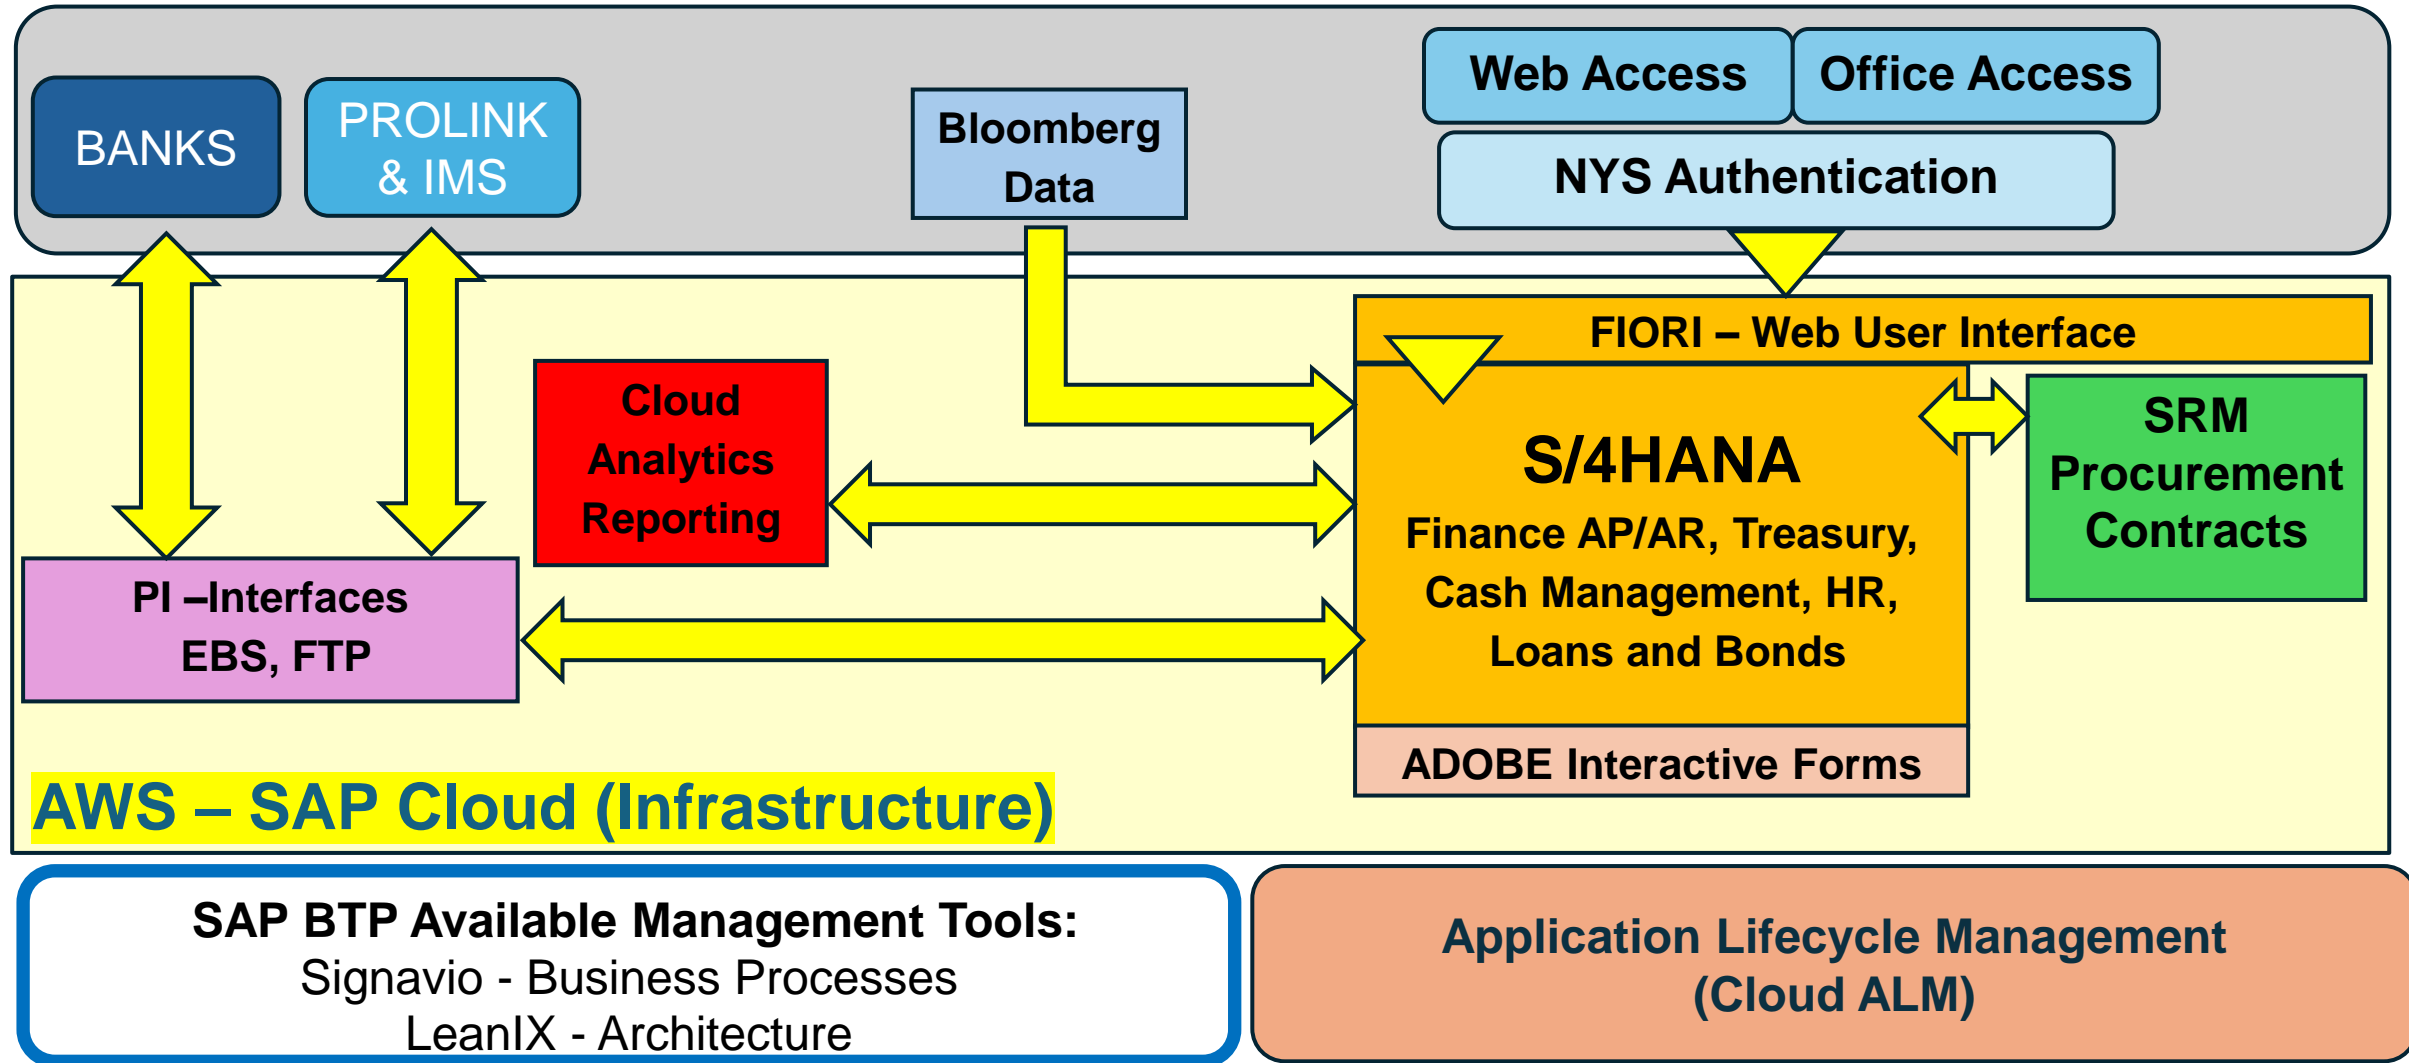 BANKS
PROLINK
& IMS
Bloomberg
Data
Web Access
Office Access
NYS Authentication
FIORI – Web User Interface
Cloud
Analytics
Reporting
S/4HANA
Finance AP/AR, Treasury,
Cash Management, HR,
Loans and Bonds
SRM
Procurement
Contracts
PI –Interfaces
EBS, FTP
ADOBE Interactive Forms
AWS – SAP Cloud (Infrastructure)
SAP BTP Available Management Tools:
Signavio - Business Processes
LeanIX - Architecture
Application Lifecycle Management
(Cloud ALM)